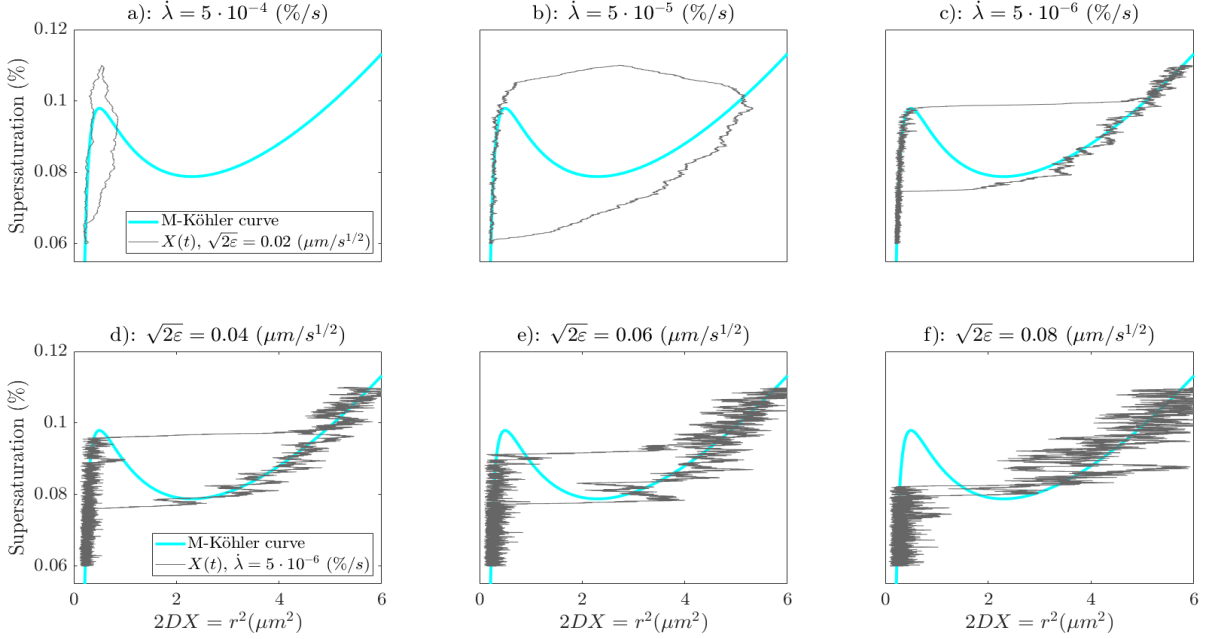 a): λ̇ = 5 · 10⁻⁴ (%/s)
b): λ̇ = 5 · 10⁻⁵ (%/s)
c): λ̇ = 5 · 10⁻⁶ (%/s)
0.12
0.1
0.08
0.06
Supersaturation (%)
M-Köhler curve
X(t), √2ε = 0.02 (μm/s^{1/2})
d): √2ε = 0.04 (μm/s^{1/2})
e): √2ε = 0.06 (μm/s^{1/2})
f): √2ε = 0.08 (μm/s^{1/2})
0.12
0.1
0.08
0.06
Supersaturation (%)
M-Köhler curve
X(t), λ̇ = 5 · 10⁻⁶ (%/s)
0 2 4 6
0 2 4 6
0 2 4 6
2DX = r²(μm²)
2DX = r²(μm²)
2DX = r²(μm²)